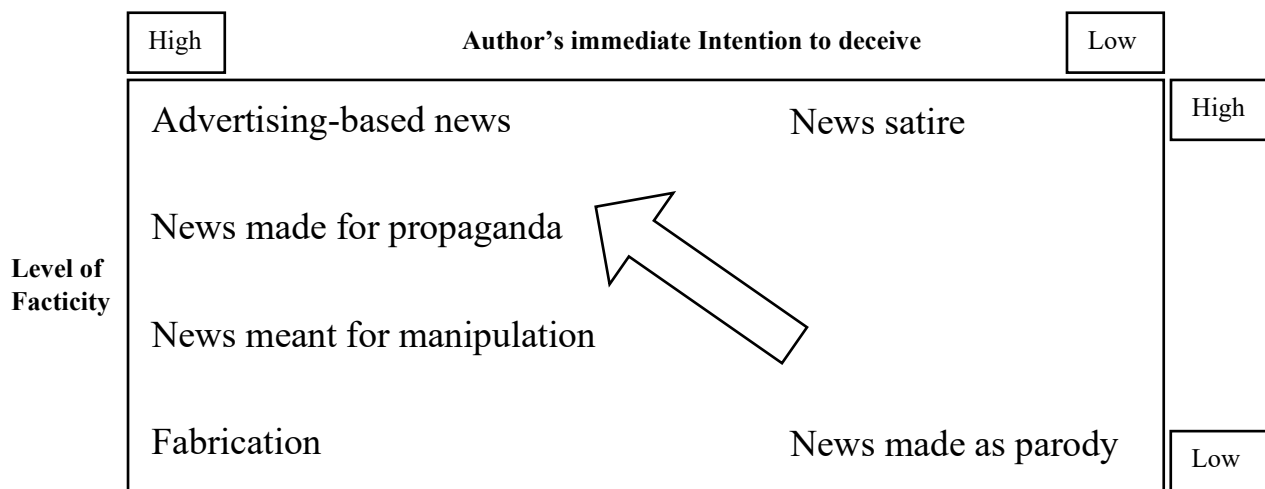 High Author’s immediate Intention to deceive Low
Advertising-based news News satire High
News made for propaganda
Level of
Facticity
News meant for manipulation
Fabrication News made as parody Low